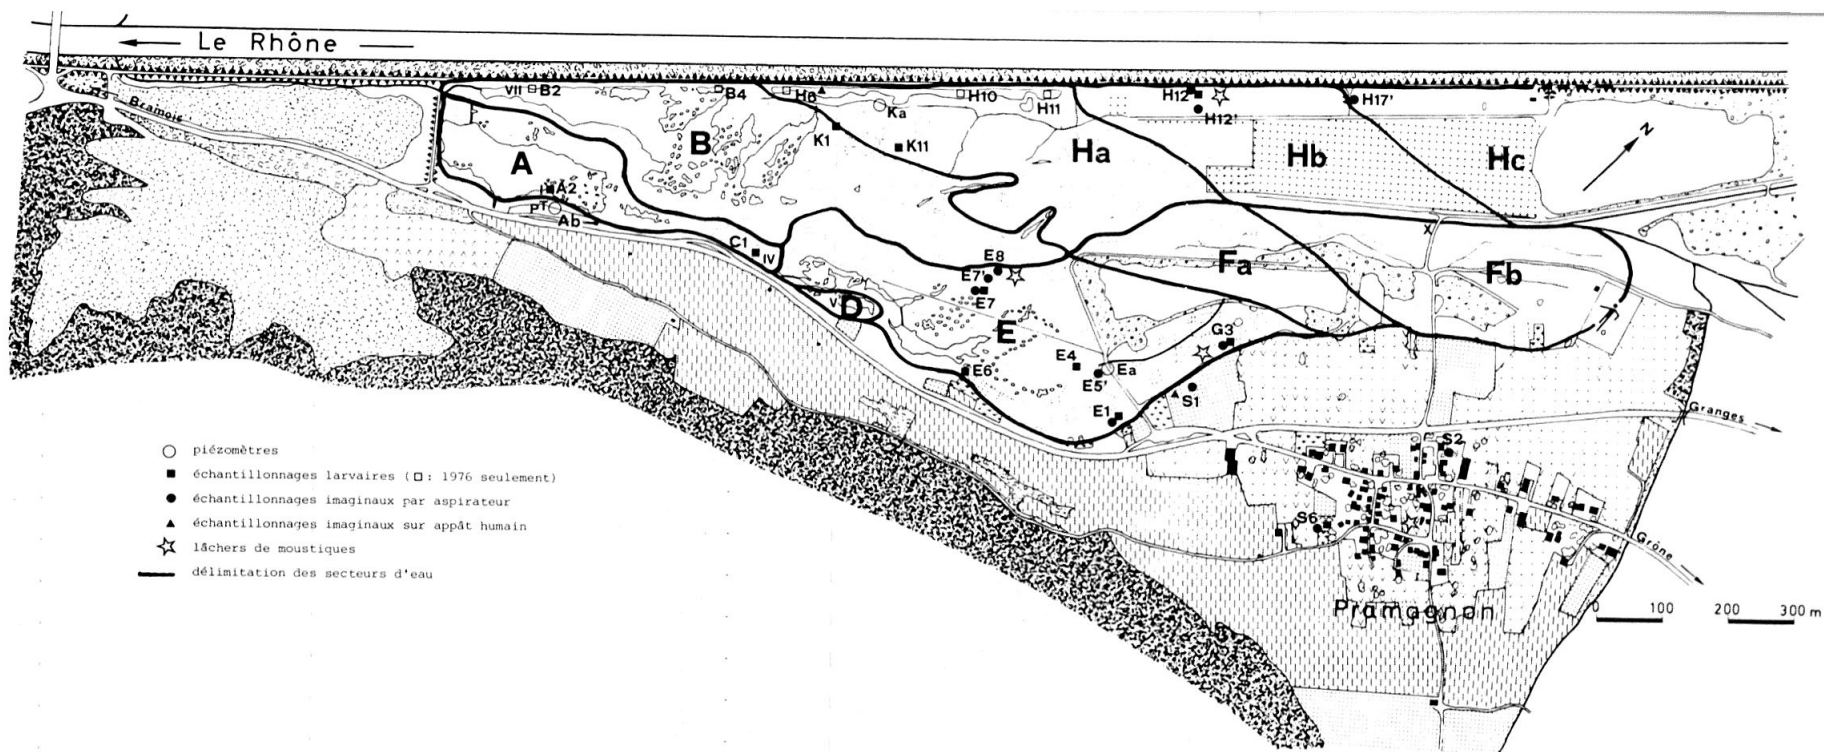 Le Rhône
Bramois
VII B2
B4
H6
H10
H11
H12
H17'
Ka
H12'
N
K1
K11
A
B
Ha
Hb
Hc
A2
PT
Ab
C1
IV
E8
E7'
E7
Fa
Fb
X
V
D
E
G3
E4
Ea
E6
E5'
S1
E1
Granges
S2
S6
Grône
Pramagnon
0 100 200 300 m
piézomètres
échantillonnages larvaires ( : 1976 seulement)
échantillonnages imaginaux par aspirateur
échantillonnages imaginaux sur appât humain
lâchers de moustiques
délimitation des secteurs d'eau